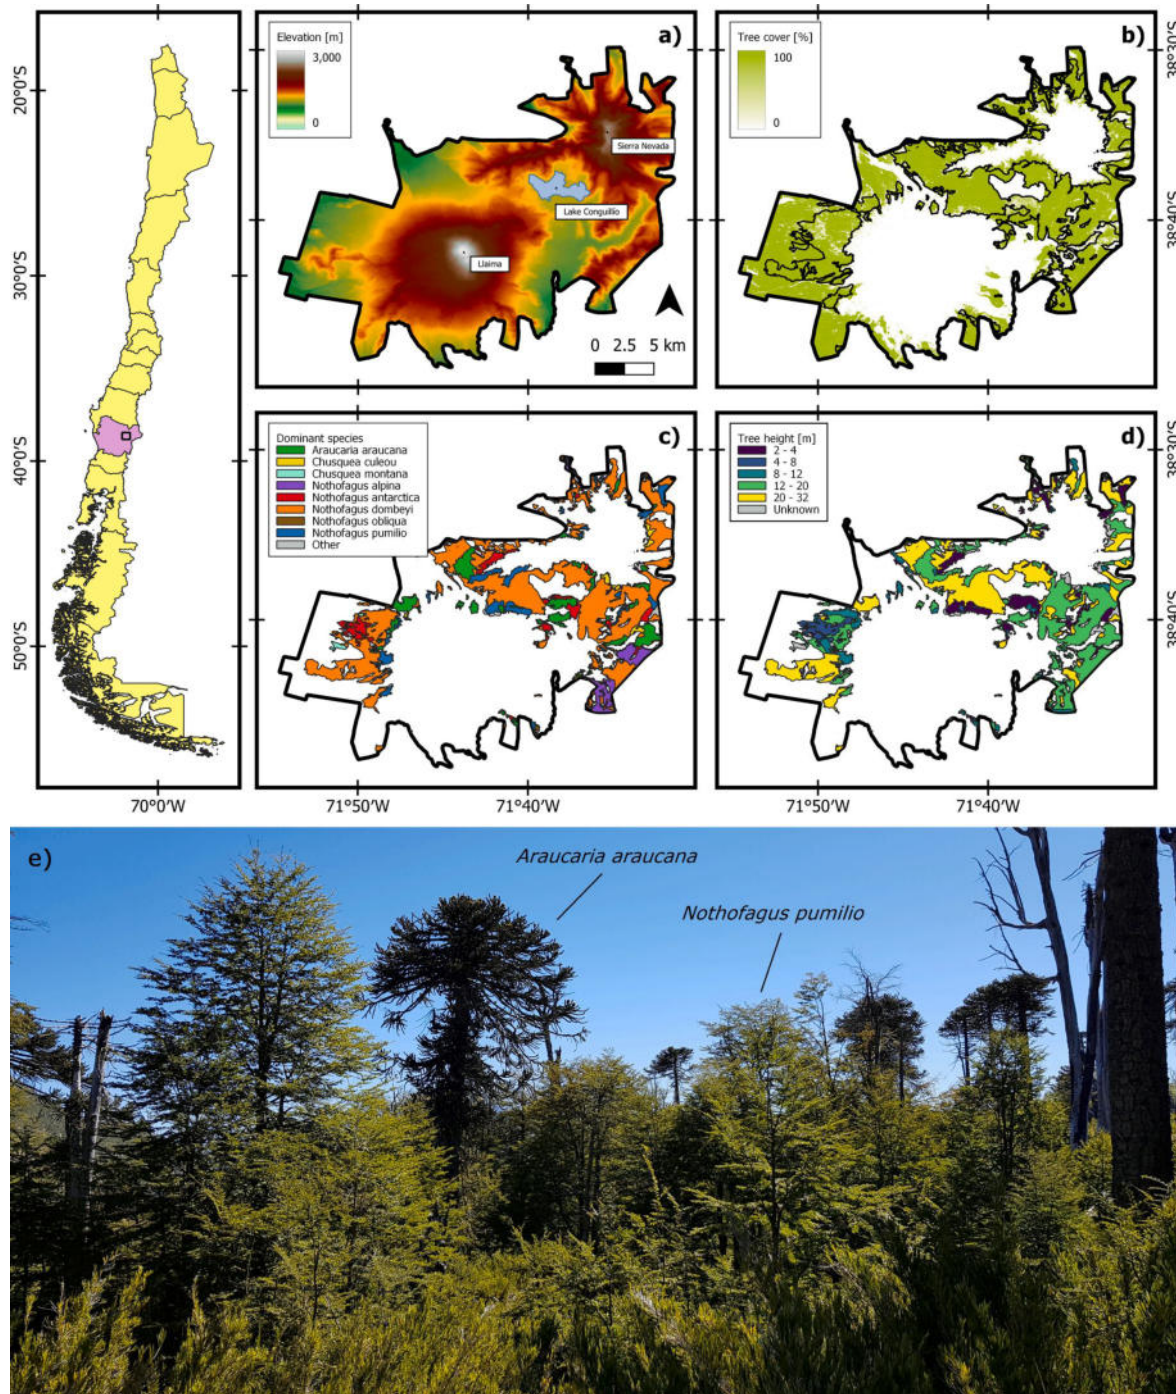 20°0'S
30°0'S
40°0'S
50°0'S
70°0'W
a)
Elevation [m]
3,000
0
Sierra Nevada
Lake Conguillio
Llaima
0 2.5 5 km
b)
Tree cover [%]
100
0
38°30'S
38°40'S
c)
Dominant species
Araucaria araucana
Chusquea culeou
Chusquea montana
Nothofagus alpina
Nothofagus antarctica
Nothofagus dombeyi
Nothofagus obliqua
Nothofagus pumilio
Other
71°50'W
71°40'W
d)
Tree height [m]
2 - 4
4 - 8
8 - 12
12 - 20
20 - 32
Unknown
38°30'S
38°40'S
71°50'W
71°40'W
e)
Araucaria araucana
Nothofagus pumilio